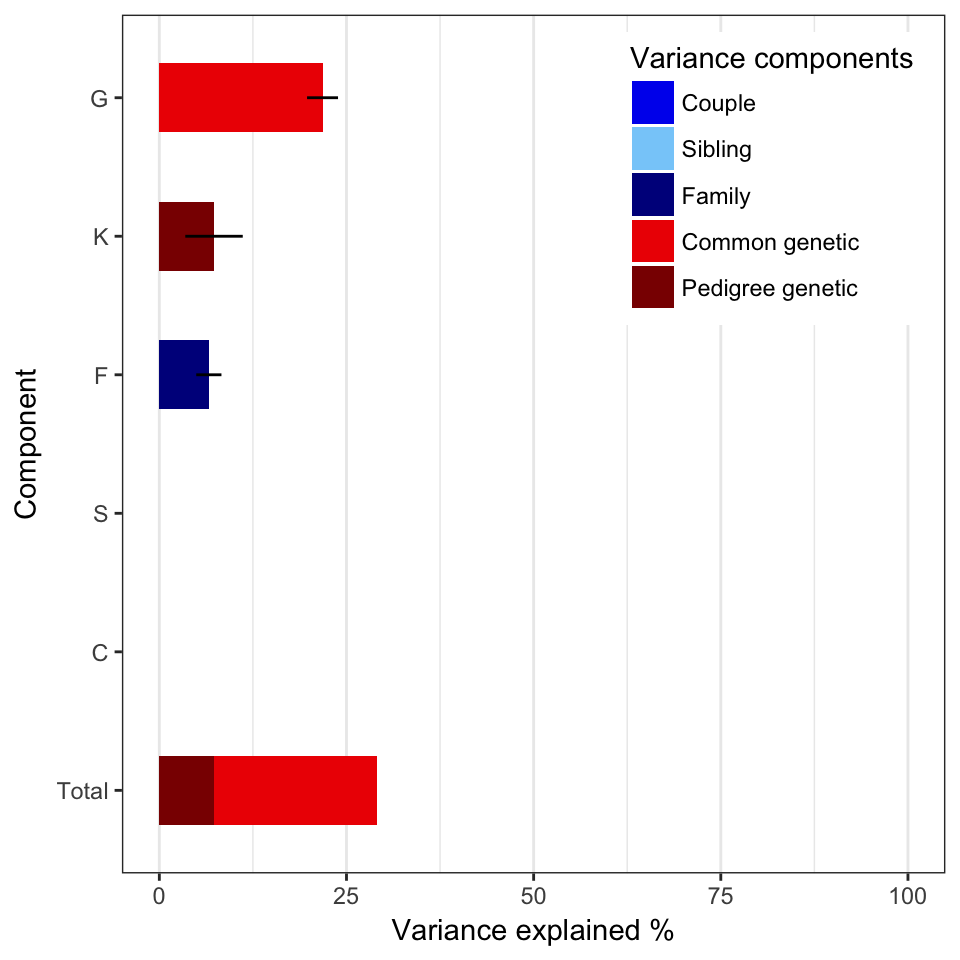 Variance components
Couple
Sibling
Family
Common genetic
Pedigree genetic
G
K
F
S
C
Total
Component
0 25 50 75 100
Variance explained %